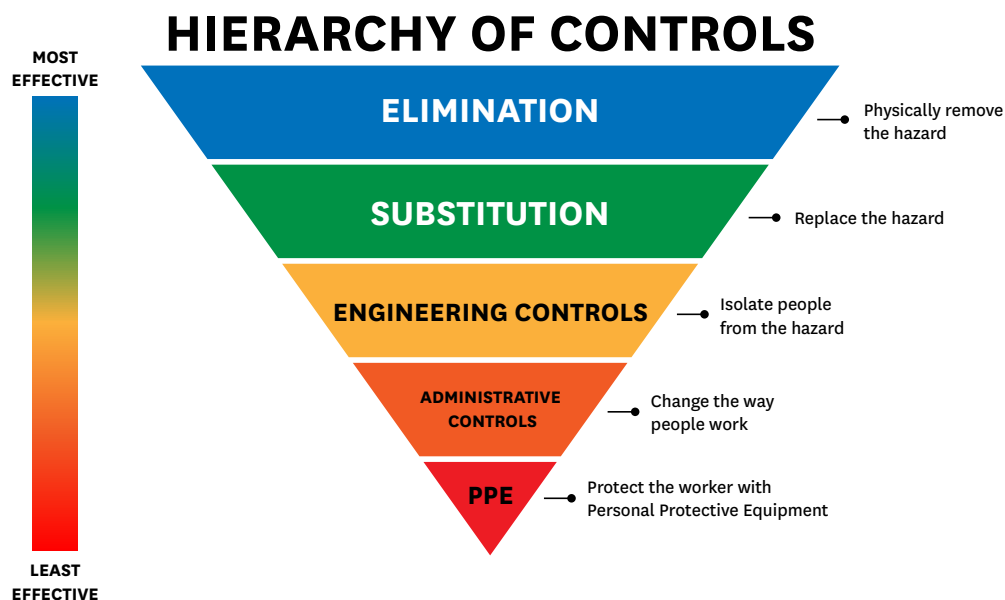 HIERARCHY OF CONTROLS
MOST
EFFECTIVE
ELIMINATION
Physically remove
the hazard
SUBSTITUTION
Replace the hazard
ENGINEERING CONTROLS
Isolate people
from the hazard
ADMINISTRATIVE
CONTROLS
Change the way
people work
PPE
Protect the worker with
Personal Protective Equipment
LEAST
EFFECTIVE